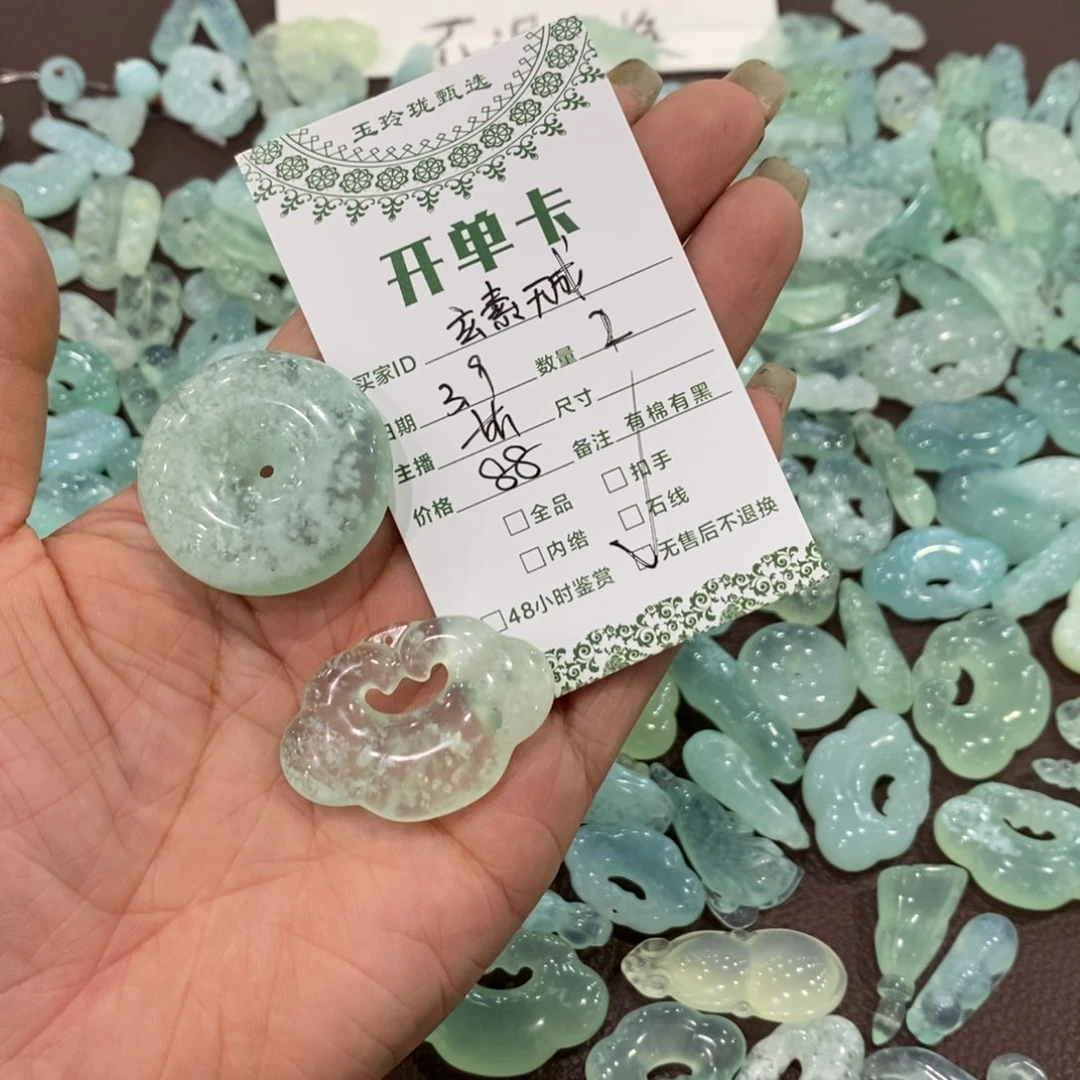 玉玲珑甄选
开单卡
买家ID 玄素天成
日期 3 9 数量 2
主播 尺寸
价格 88 备注 有棉有黑
全品 扣手
内绺 石线
48小时鉴赏 无售后不退换